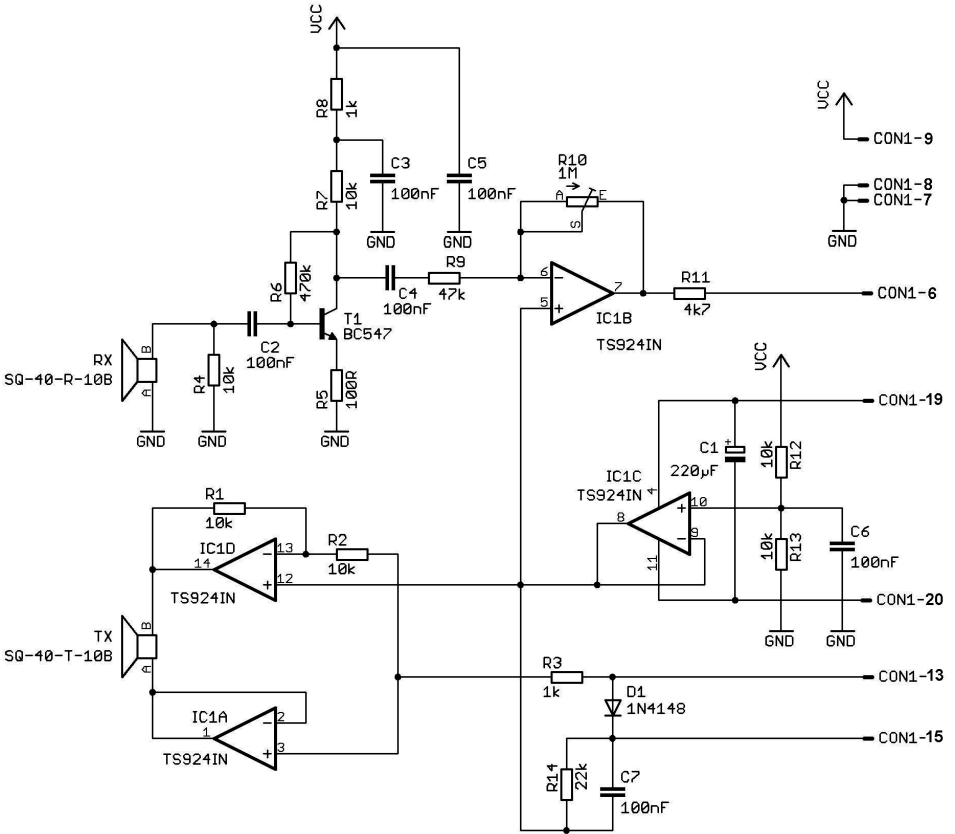 VCC
R8
1k
R7
10k
C3
100nF
C5
100nF
GND
GND
R6
470k
C4
100nF
R9
47k
R10
1M
A
E
S
6
5
7
IC1B
TS924IN
R11
4k7
VCC
CON1-9
CON1-8
CON1-7
GND
CON1-6
T1
BC547
C2
100nF
RX
SQ-40-R-10B
B
A
R4
10k
R5
100R
GND
GND
GND
VCC
CON1-19
C1
+
220µF
10k
R12
IC1C
TS924IN
4
10
8
9
11
10k
R13
C6
100nF
CON1-20
GND
GND
R1
10k
IC1D
14
13
12
R2
10k
TS924IN
TX
SQ-40-T-10B
B
A
IC1A
1
2
3
TS924IN
R3
1k
CON1-13
D1
1N4148
CON1-15
R14
22k
C7
100nF